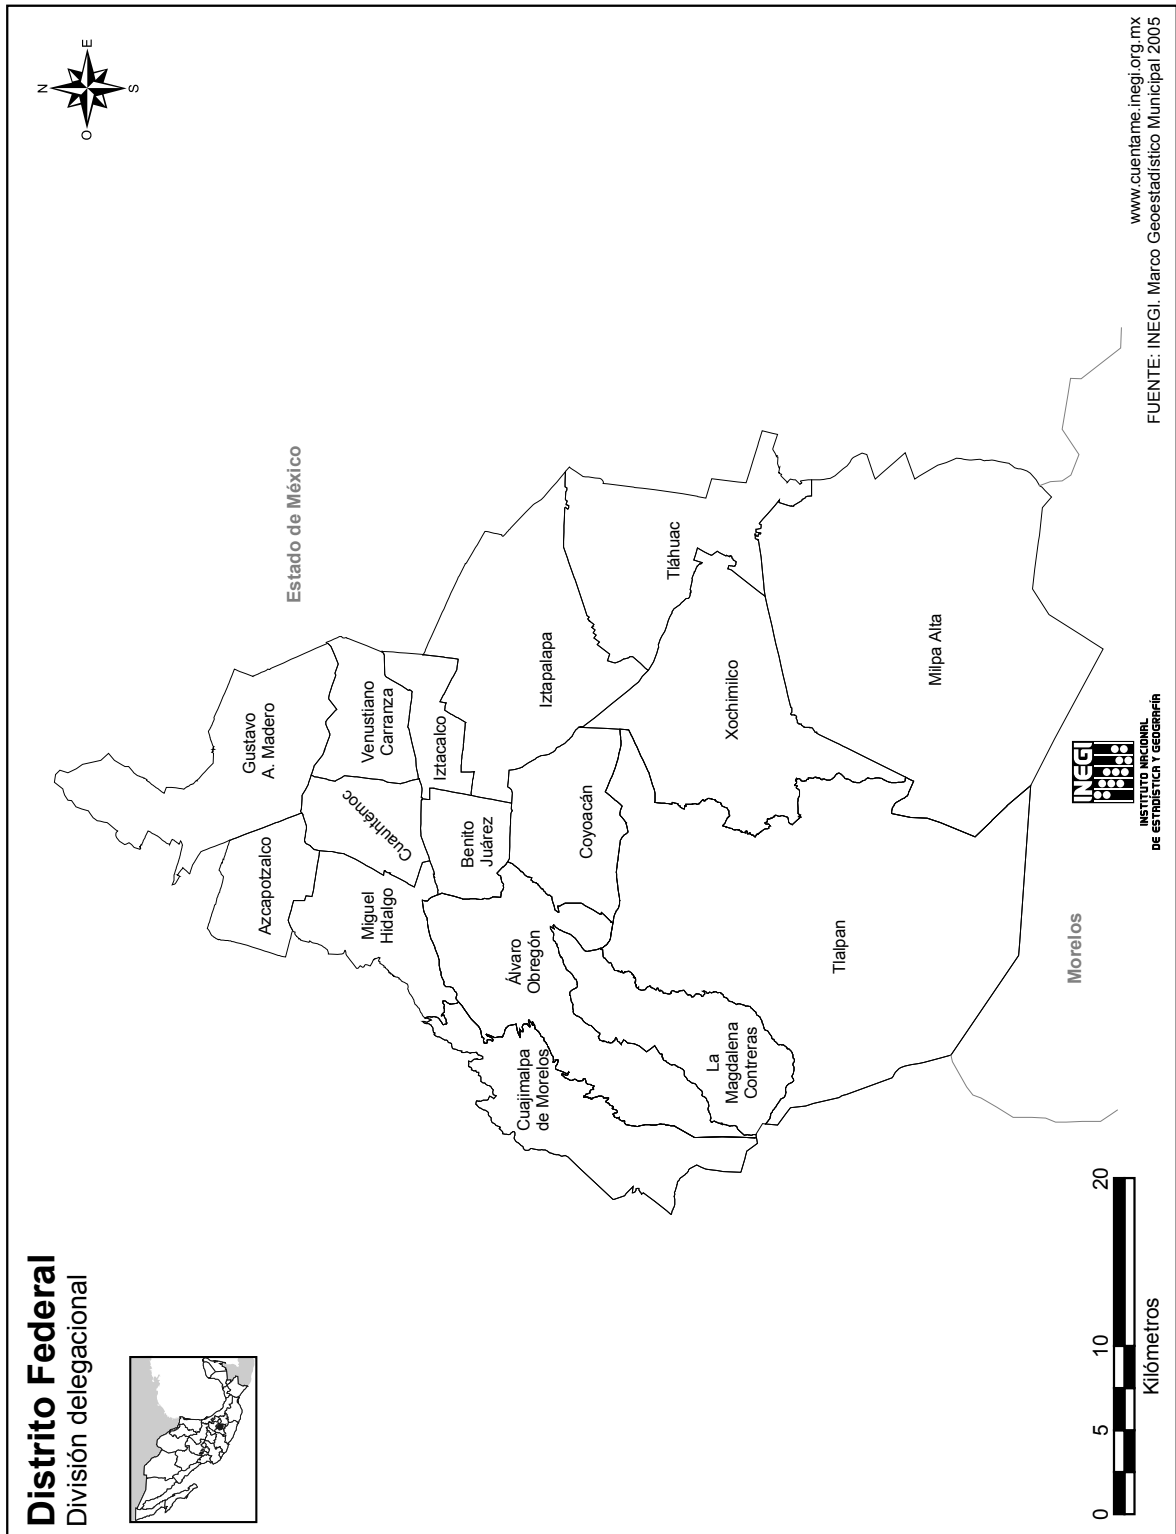 Distrito Federal
División delegacional
N
O
E
S
Estado de México
Gustavo
A. Madero
Azcapotzalco
Miguel
Hidalgo
Cuauhtémoc
Venustiano
Carranza
Iztacalco
Benito
Juárez
Iztapalapa
Coyoacán
Álvaro
Obregón
Cuajimalpa
de Morelos
La
Magdalena
Contreras
Tláhuac
Xochimilco
Tlalpan
Milpa Alta
Morelos
0
5
10
20
Kilómetros
INEGI
INSTITUTO NACIONAL
DE ESTADÍSTICA Y GEOGRAFÍA
www.cuentame.inegi.org.mx
FUENTE: INEGI. Marco Geoestadístico Municipal 2005